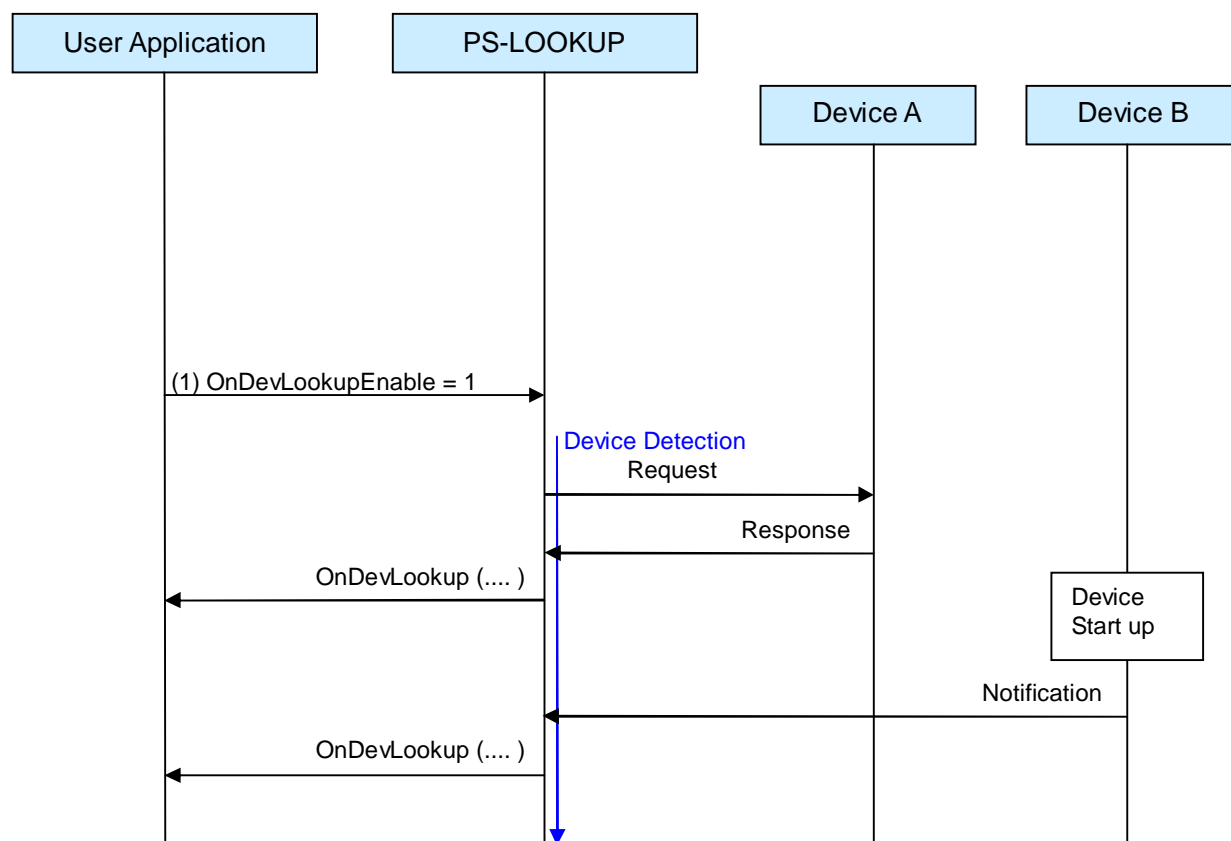 User Application
PS-LOOKUP
Device A
Device B
(1) OnDevLookupEnable = 1
Device Detection
Request
Response
OnDevLookup (.... )
Device
Start up
Notification
OnDevLookup (.... )